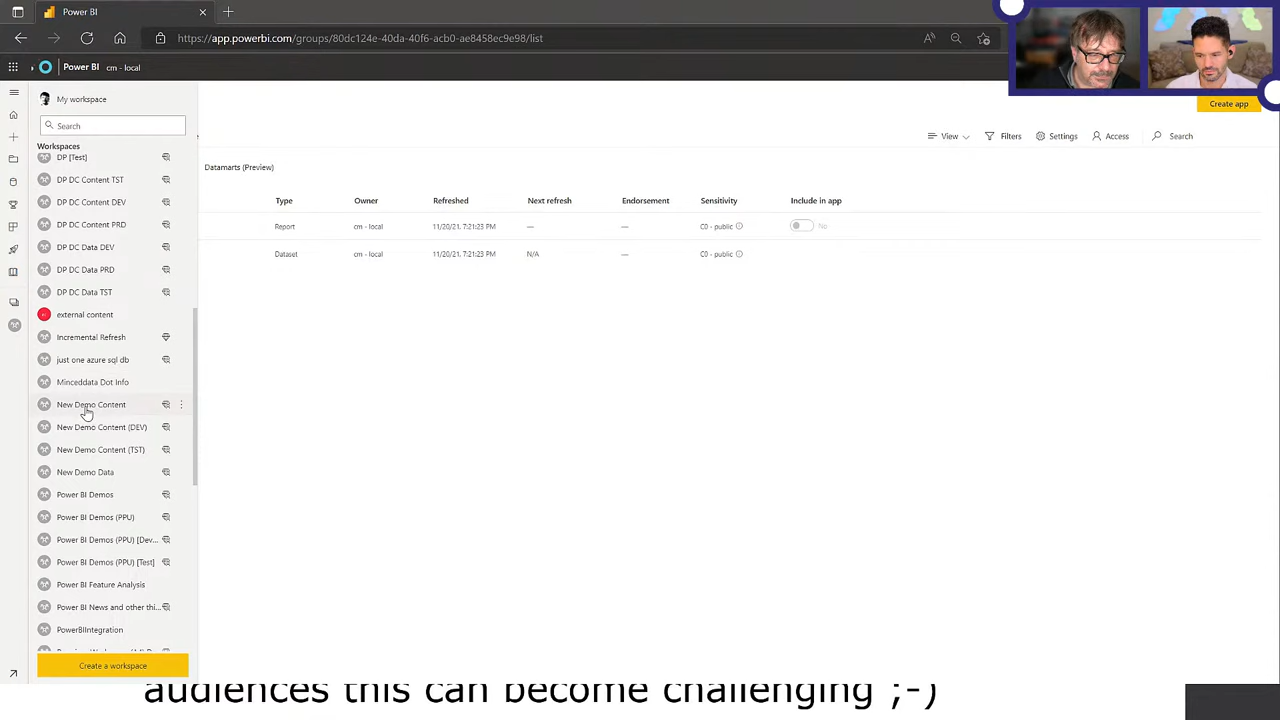 Power BI
https://app.powerbi.com/groups/80dc124e-40da-40f6-acb0-ae8458ec9e98/list
Power BI cm - local
My workspace
Create app
Search
View Filters Settings Access Search
Workspaces
DP [Test]
Datamarts (Preview)
DP DC Content TST
DP DC Content DEV
Type Owner Refreshed Next refresh Endorsement Sensitivity Include in app
DP DC Content PRD
Report cm - local 11/20/21, 7:21:23 PM — — C0 - public No
DP DC Data DEV
Dataset cm - local 11/20/21, 7:21:23 PM N/A — C0 - public
DP DC Data PRD
DP DC Data TST
external content
Incremental Refresh
just one azure sql db
Minceddata Dot Info
New Demo Content
New Demo Content (DEV)
New Demo Content (TST)
New Demo Data
Power BI Demos
Power BI Demos (PPU)
Power BI Demos (PPU) [Dev...
Power BI Demos (PPU) [Test]
Power BI Feature Analysis
Power BI News and other thi...
PowerBIIntegration
Create a workspace
audiences this can become challenging ;-)